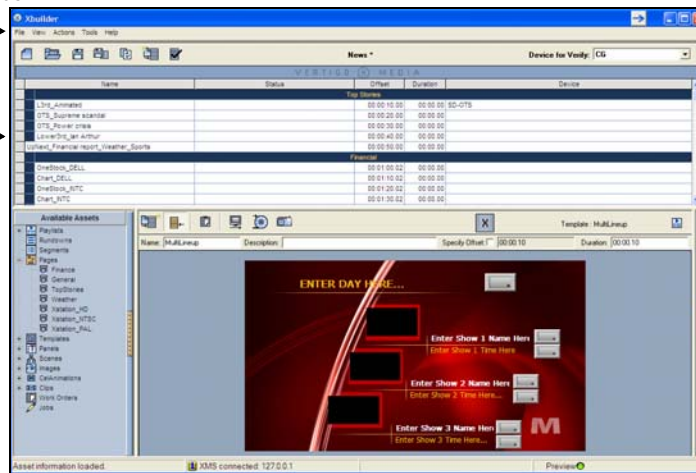 Xbuilder
File View Actions Tools Help
News * Device for Verify: CG
VERTIGO MEDIA
Name Status Offset Duration Device
Top Stories
L3rd_Animated 00:00:10.00 00:00.00 SD-OTS
OTS_Supreme scandal 00:00:20.00 00:00.00
OTS_Power crisis 00:00:30.00 00:00.00
Lower3rd_Ian Arthur 00:00:40.00 00:00.00
UpNext_Financial report_Weather_Sports 00:00:50.00 00:00.00
Financial
OneStock_DELL 00:01:00.02 00:00.00
Chart_DELL 00:01:10.02 00:00.00
OneStock_NTC 00:01:20.02 00:00.00
Chart_NTC 00:01:30.02 00:00.00
Available Assets
Playlists
Rundowns
Segments
Pages
Finance
General
TopStories
Weather
Xstation_HD
Xstation_NTSC
Xstation_PAL
Templates
Panels
Scenes
Images
CelAnimations
Clips
Work Orders
Jobs
X Template : MultiLineup
Name: MultiLineup Description: Specify Offset 00:00:10 Duration 00:00:10
ENTER DAY HERE...
Enter Show 1 Name Here
Enter Show 1 Time Here
Enter Show 2 Name Here
Enter Show 2 Time Here...
Enter Show 3 Name Her
Enter Show 3 Time Here...
M
Asset information loaded. XMS connected: 127.0.0.1 Preview